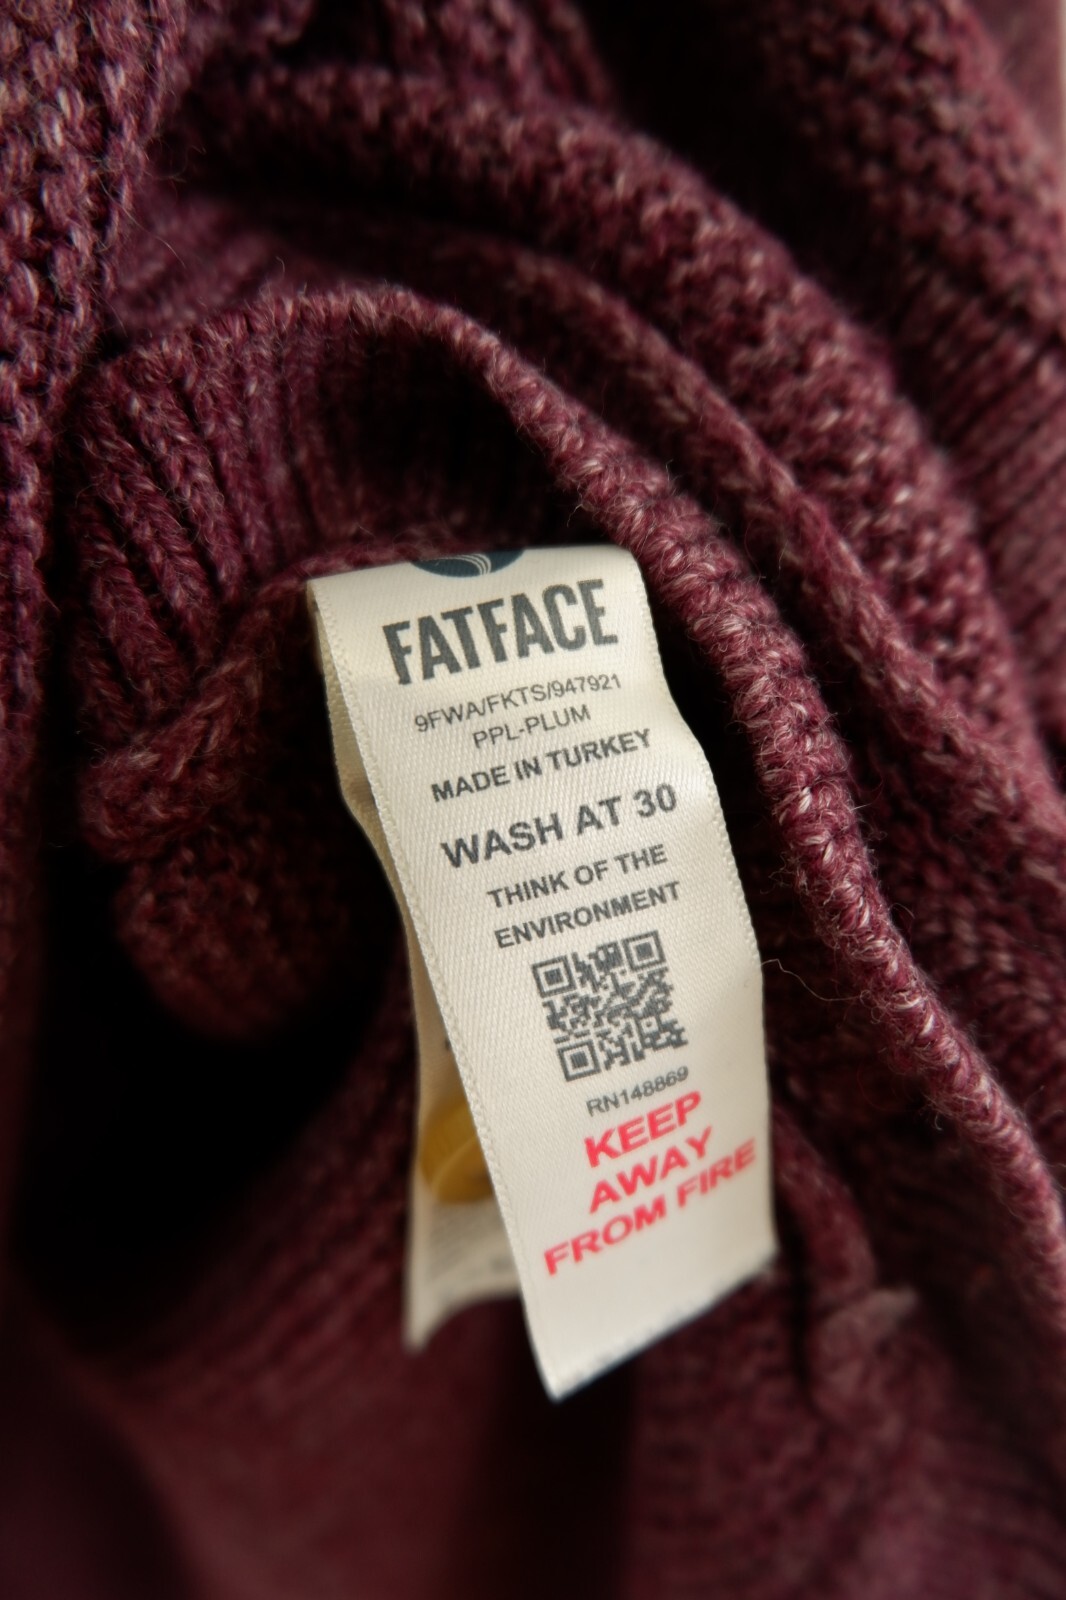 FATFACE
9FWA/FKTS/947921
PPL-PLUM
MADE IN TURKEY
WASH AT 30
THINK OF THE
ENVIRONMENT
RN148869
KEEP
AWAY
FROM FIRE